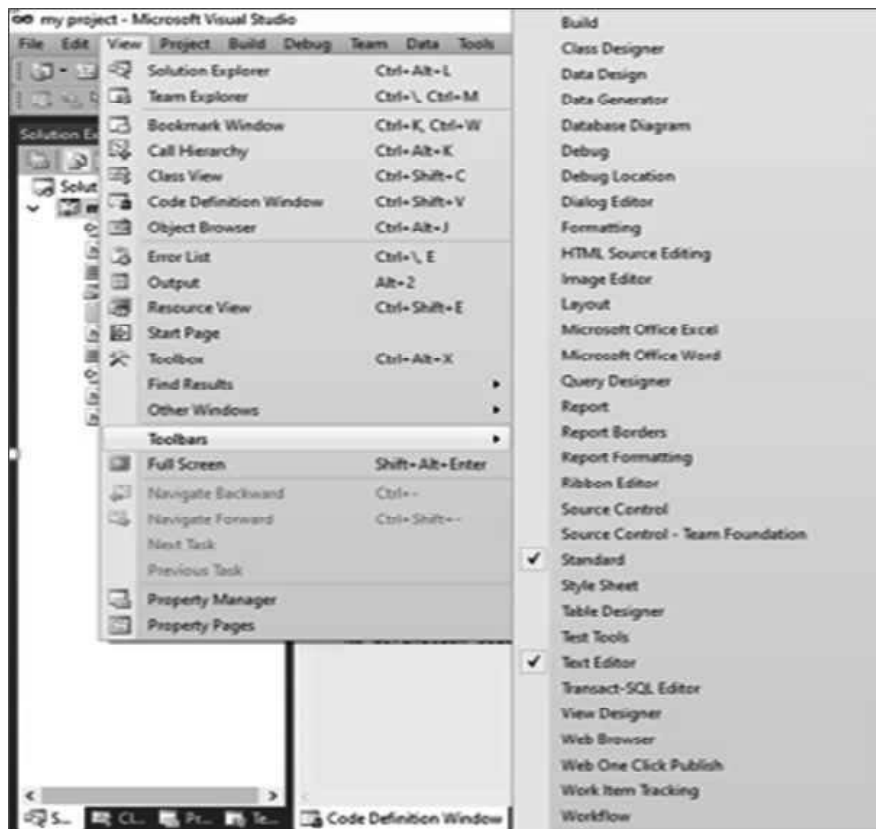 my project - Microsoft Visual Studio
File Edit View Project Build Debug Team Data Tools
Solution Explorer Ctrl+Alt+L
Team Explorer Ctrl+\, Ctrl+M
Bookmark Window Ctrl+K, Ctrl+W
Call Hierarchy Ctrl+Alt+K
Class View Ctrl+Shift+C
Code Definition Window Ctrl+Shift+V
Object Browser Ctrl+Alt+J
Error List Ctrl+\, E
Output Alt+2
Resource View Ctrl+Shift+E
Start Page
Toolbox Ctrl+Alt+X
Find Results
Other Windows
Toolbars
Full Screen Shift+Alt+Enter
Navigate Backward Ctrl+-
Navigate Forward Ctrl+Shift+-
Next Task
Previous Task
Property Manager
Property Pages
Build
Class Designer
Data Design
Data Generator
Database Diagram
Debug
Debug Location
Dialog Editor
Formatting
HTML Source Editing
Image Editor
Layout
Microsoft Office Excel
Microsoft Office Word
Query Designer
Report
Report Borders
Report Formatting
Ribbon Editor
Source Control
Source Control - Team Foundation
Standard
Style Sheet
Table Designer
Test Tools
Text Editor
Transact-SQL Editor
View Designer
Web Browser
Web One Click Publish
Work Item Tracking
Workflow
Solution Ex
Solut
S... CL... Pr... Te... Code Definition Window